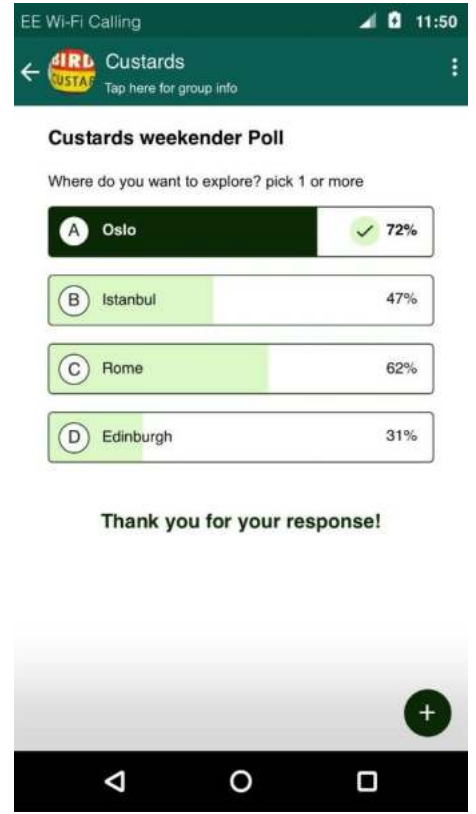 EE Wi-Fi Calling 11:50
BIRD
CUSTAR
Custards
Tap here for group info
Custards weekender Poll
Where do you want to explore? pick 1 or more
A Oslo 72%
B Istanbul 47%
C Rome 62%
D Edinburgh 31%
Thank you for your response!
+